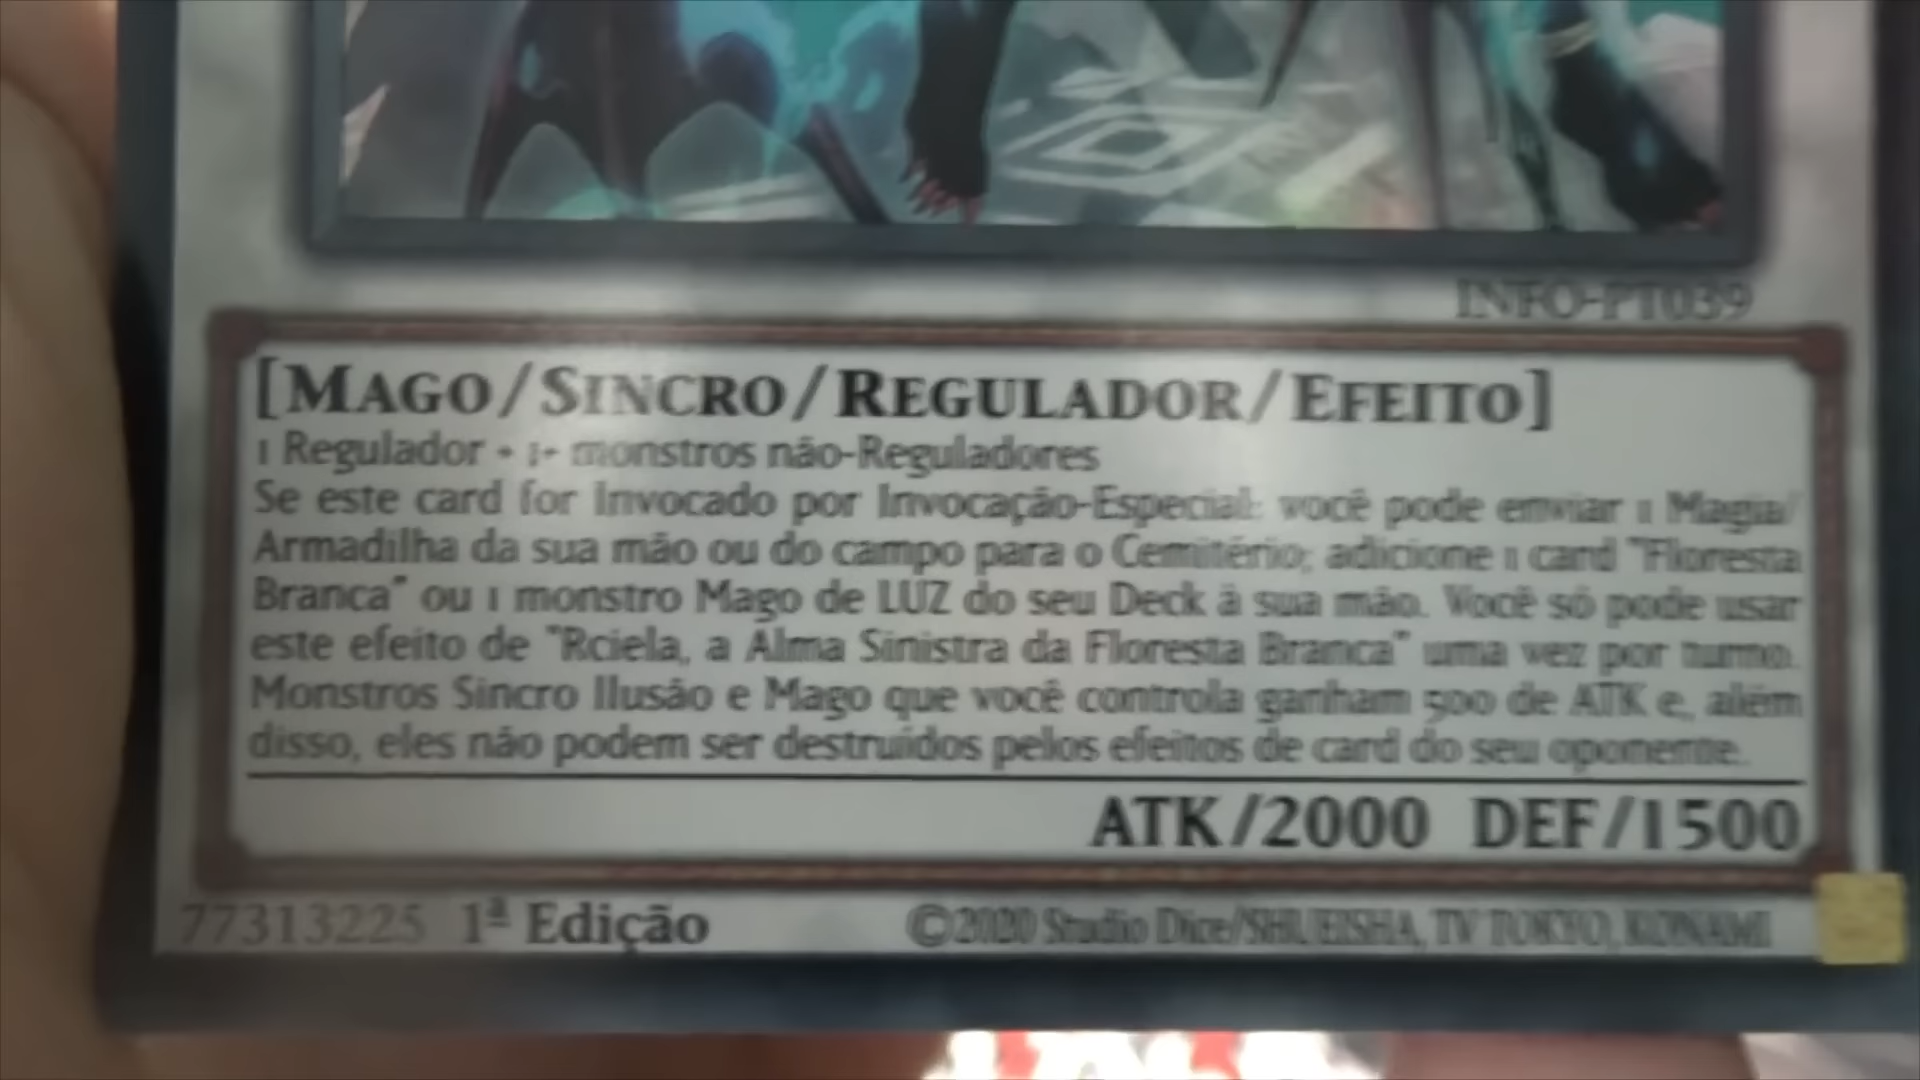 INFO-PT039
[MAGO/SINCRO/REGULADOR/EFEITO]
1 Regulador + 1+ monstros não-Reguladores
Se este card for Invocado por Invocação-Especial: você pode enviar 1 Magia/
Armadilha da sua mão ou do campo para o Cemitério; adicione 1 card "Floresta
Branca" ou 1 monstro Mago de LUZ do seu Deck à sua mão. Você só pode usar
este efeito de "Rciela, a Alma Sinistra da Floresta Branca" uma vez por turno.
Monstros Sincro Ilusão e Mago que você controla ganham 500 de ATK e, além
disso, eles não podem ser destruídos pelos efeitos de card do seu oponente.
ATK/2000 DEF/1500
77313225 1ª Edição ©2020 Studio Dice/SHUEISHA, TV TOKYO, KONAMI